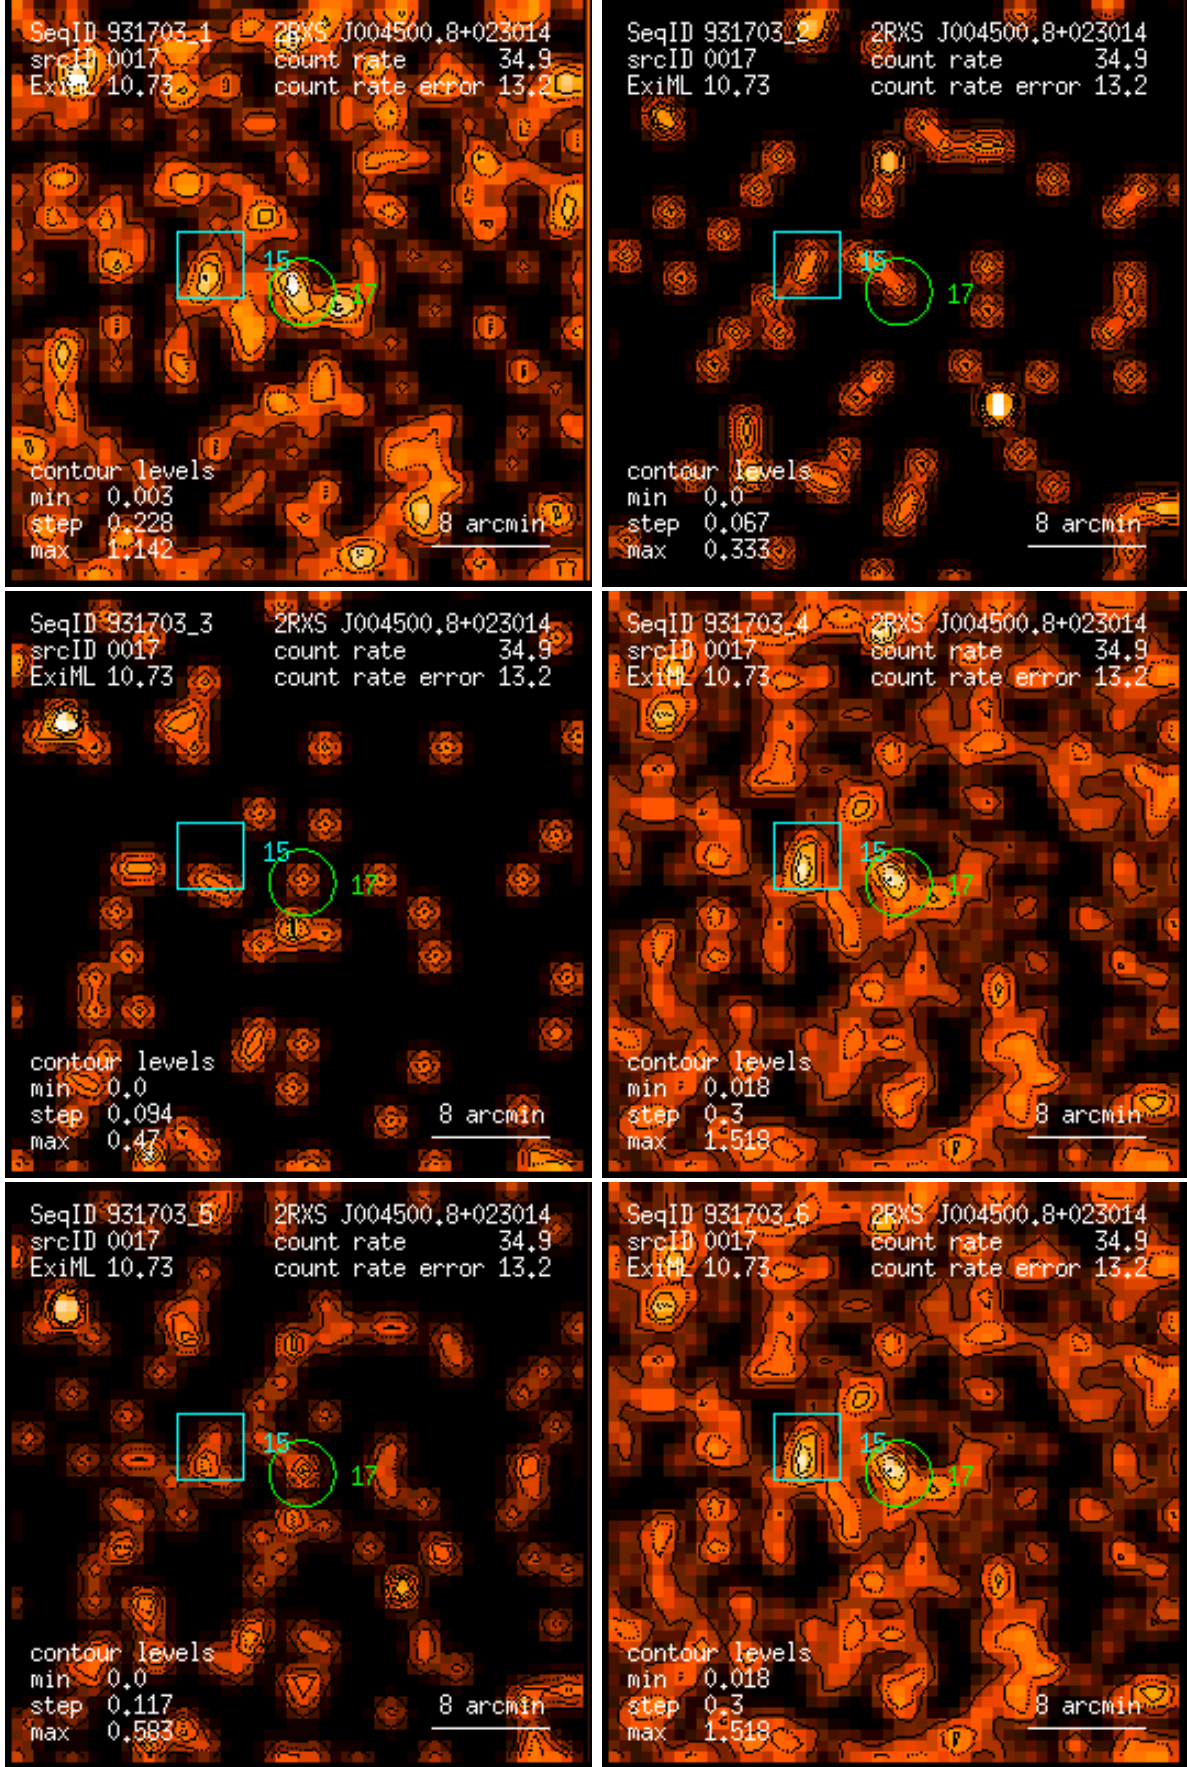 SeqID 931703_1 2RXS J004500.8+023014
srcID 0017 count rate 34.9
ExiML 10.73 count rate error 13.2
15
17
contour levels
min 0.003
step 0.228
max 1.142
8 arcmin
SeqID 931703_2 2RXS J004500.8+023014
srcID 0017 count rate 34.9
ExiML 10.73 count rate error 13.2
15
17
contour levels
min 0.0
step 0.067
max 0.333
8 arcmin
SeqID 931703_3 2RXS J004500.8+023014
srcID 0017 count rate 34.9
ExiML 10.73 count rate error 13.2
15
17
contour levels
min 0.0
step 0.094
max 0.47
8 arcmin
SeqID 931703_4 2RXS J004500.8+023014
srcID 0017 count rate 34.9
ExiML 10.73 count rate error 13.2
15
17
contour levels
min 0.018
step 0.3
max 1.518
8 arcmin
SeqID 931703_5 2RXS J004500.8+023014
srcID 0017 count rate 34.9
ExiML 10.73 count rate error 13.2
15
17
contour levels
min 0.0
step 0.117
max 0.583
8 arcmin
SeqID 931703_6 2RXS J004500.8+023014
srcID 0017 count rate 34.9
ExiML 10.73 count rate error 13.2
15
17
contour levels
min 0.018
step 0.3
max 1.518
8 arcmin